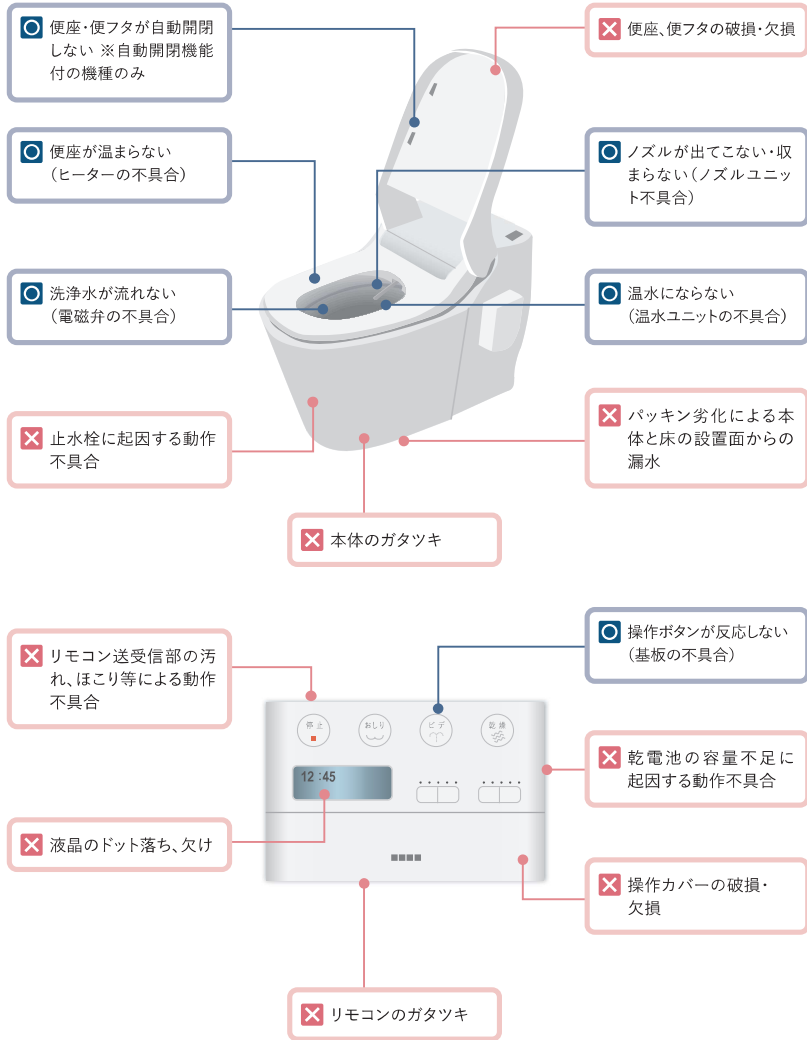 便座・便フタが自動開閉
しない ※自動開閉機能
付の機種のみ
便座、便フタの破損・欠損
便座が温まらない
（ヒーターの不具合）
ノズルが出てこない・収
まらない（ノズルユニッ
ト不具合）
洗浄水が流れない
（電磁弁の不具合）
温水にならない
（温水ユニットの不具合）
止水栓に起因する動作
不具合
パッキン劣化による本
体と床の設置面からの
漏水
本体のガタツキ
リモコン送受信部の汚
れ、ほこり等による動作
不具合
操作ボタンが反応しない
（基板の不具合）
停止
おしり
ビデ
乾燥
12:45
乾電池の容量不足に
起因する動作不具合
液晶のドット落ち、欠け
操作カバーの破損・
欠損
リモコンのガタツキ